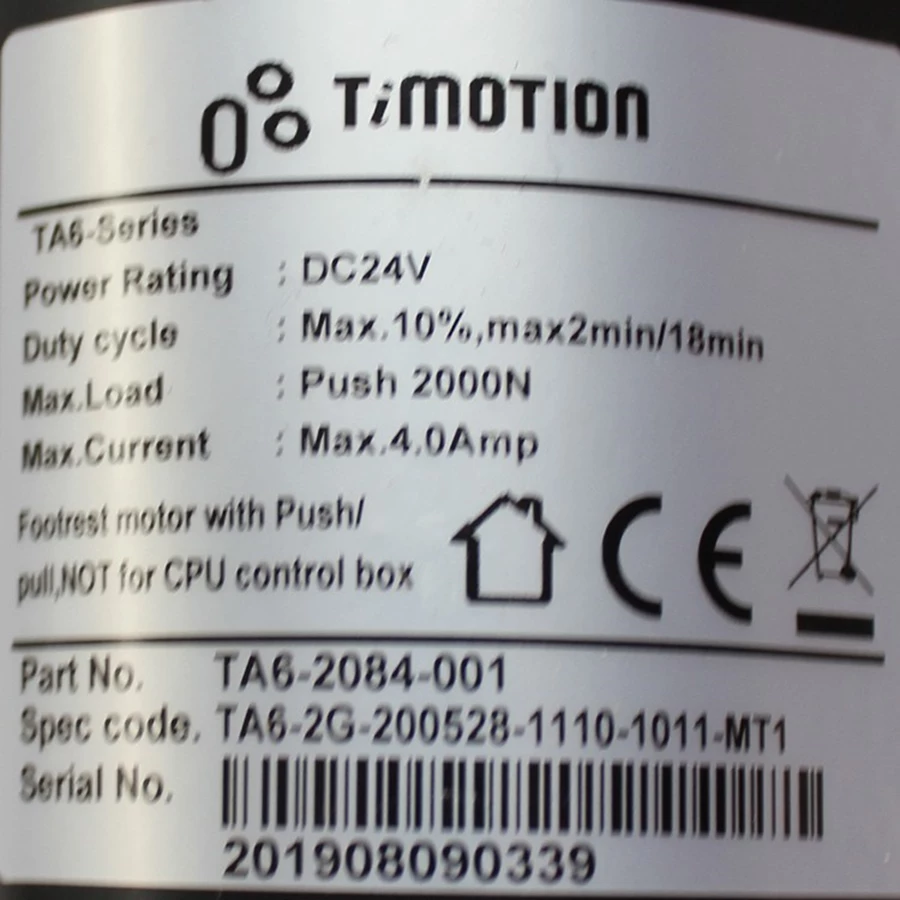 TiMOTION
TA6-Series
Power Rating : DC24V
Duty cycle : Max.10%,max2min/18min
Max.Load : Push 2000N
Max.Current : Max.4.0Amp
Footrest motor with Push/
pull,NOT for CPU control box
CE
Part No. TA6-2084-001
Spec code. TA6-2G-200528-1110-1011-MT1
Serial No.
201908090339